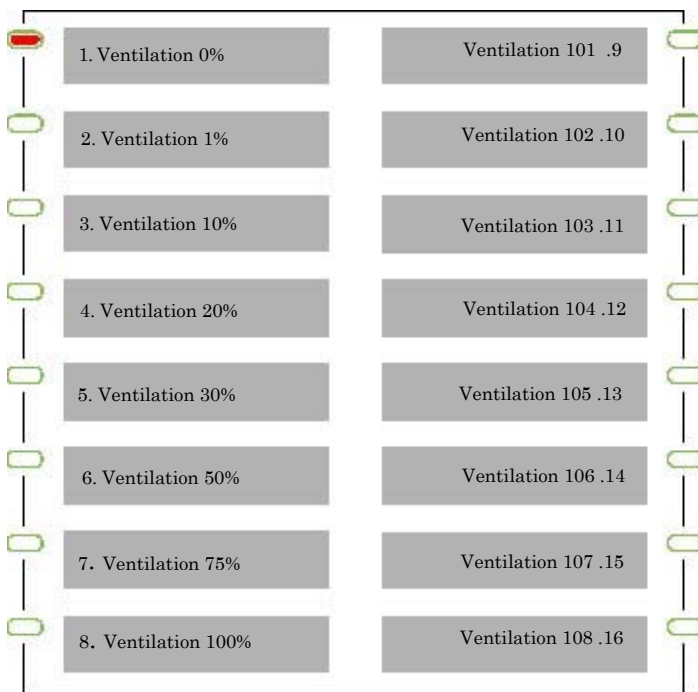 1. Ventilation 0%
2. Ventilation 1%
3. Ventilation 10%
4. Ventilation 20%
5. Ventilation 30%
6. Ventilation 50%
7. Ventilation 75%
8. Ventilation 100%
Ventilation 101 .9
Ventilation 102 .10
Ventilation 103 .11
Ventilation 104 .12
Ventilation 105 .13
Ventilation 106 .14
Ventilation 107 .15
Ventilation 108 .16